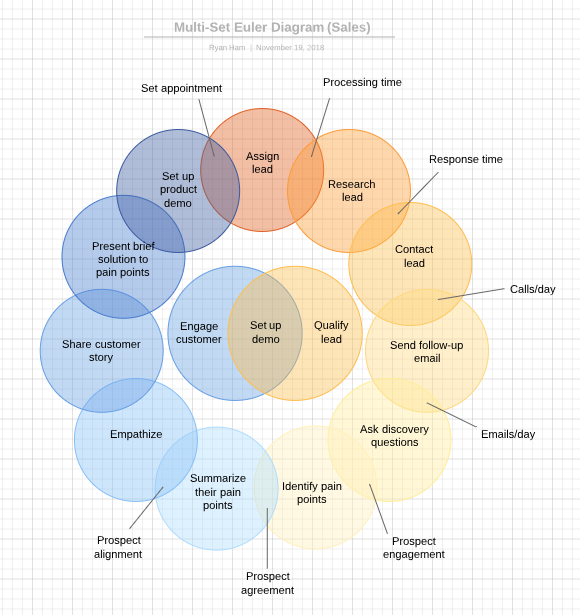 Multi-Set Euler Diagram (Sales)
Ryan Ham | November 19, 2018
Set appointment
Processing time
Assign
lead
Response time
Set up
product
demo
Research
lead
Present brief
solution to
pain points
Contact
lead
Calls/day
Engage
customer
Set up
demo
Qualify
lead
Share customer
story
Send follow-up
email
Empathize
Ask discovery
questions
Emails/day
Summarize
their pain
points
Identify pain
points
Prospect
alignment
Prospect
engagement
Prospect
agreement